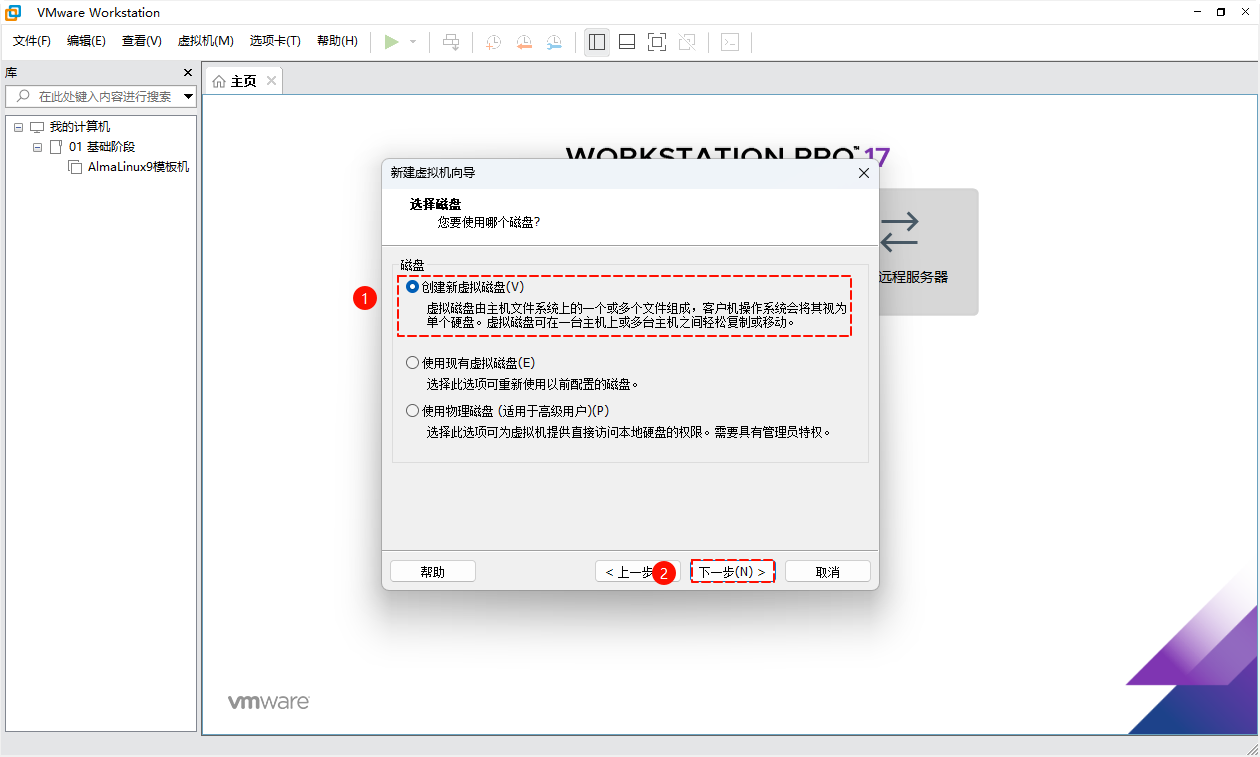 VMware Workstation
文件(F) 编辑(E) 查看(V) 虚拟机(M) 选项卡(T) 帮助(H)
库
在此处键入内容进行搜索
我的计算机
01 基础阶段
AlmaLinux9模板机
主页
WORKSTATION PRO™ 17
新建虚拟机向导
选择磁盘
您要使用哪个磁盘?
磁盘
1
创建新虚拟磁盘(V)
虚拟磁盘由主机文件系统上的一个或多个文件组成，客户机操作系统会将其视为
单个硬盘。虚拟磁盘可在一台主机上或多台主机之间轻松复制或移动。
使用现有虚拟磁盘(E)
选择此选项可重新使用以前配置的磁盘。
使用物理磁盘 (适用于高级用户)(P)
选择此选项可为虚拟机提供直接访问本地硬盘的权限。需要具有管理员特权。
远程服务器
帮助 < 上一步 2 下一步(N) > 取消
vmware